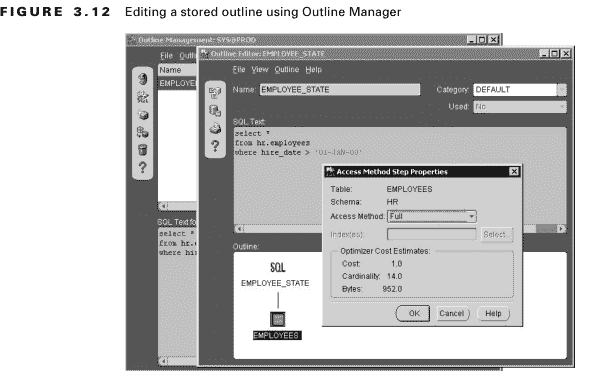 FIGURE 3.12 Editing a stored outline using Outline Manager
Outline Management: SYS@PROD
File Outli
Name
EMPLOYE
SQL Text fo
select *
from hr.e
where hi
Outline Editor: EMPLOYEE_STATE
File View Outline Help
Name: EMPLOYEE_STATE
Category: DEFAULT
Used: No
SQL Text:
select *
from hr.employees
where hire_date > '01-JAN-00'
Outline:
SQL
EMPLOYEE_STATE
EMPLOYEES
Access Method Step Properties
Table: EMPLOYEES
Schema: HR
Access Method: Full
Index(es): Select...
Optimizer Cost Estimates:
Cost: 1.0
Cardinality: 14.0
Bytes: 952.0
OK Cancel Help